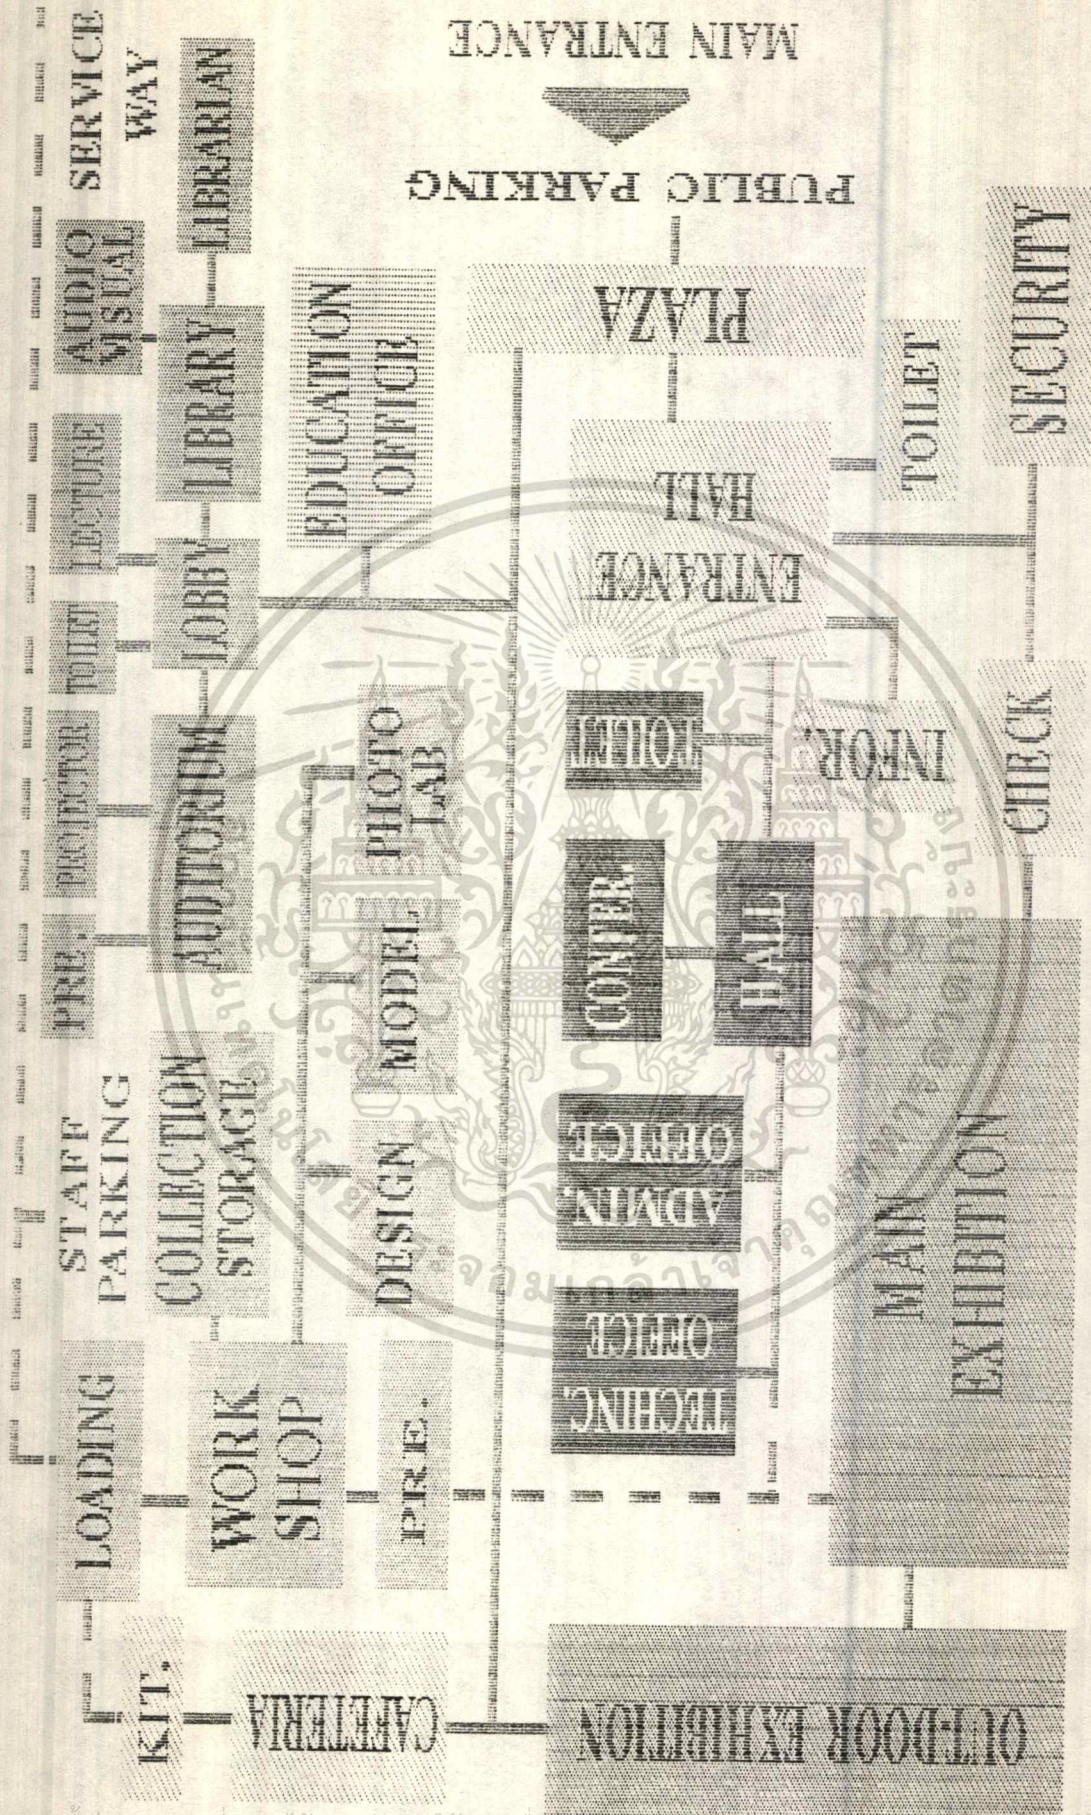 SERVICE
WAY
MAIN ENTRANCE
PUBLIC PARKING
LIBRARIAN
AUDIO
VISUAL
LIBRARY
LECTURE
LOBBY
TOILET
PROJECTOR
AUDITORIUM
PRE.
EDUCATION
OFFICE
PLAZA
ENTRANCE
HALL
TOILET
SECURITY
INFOR.
CHECK
TOILET
CONFER.
HALL
PHOTO
LAB
MODEL
DESIGN
STAFF
PARKING
COLLECTION
STORAGE
ADMIN.
OFFICE
TECHINC.
OFFICE
LOADING
WORK
SHOP
PRE.
MAIN
EXHIBITION
KIT.
CAFETERIA
OUT-DOOR EXHIBITION